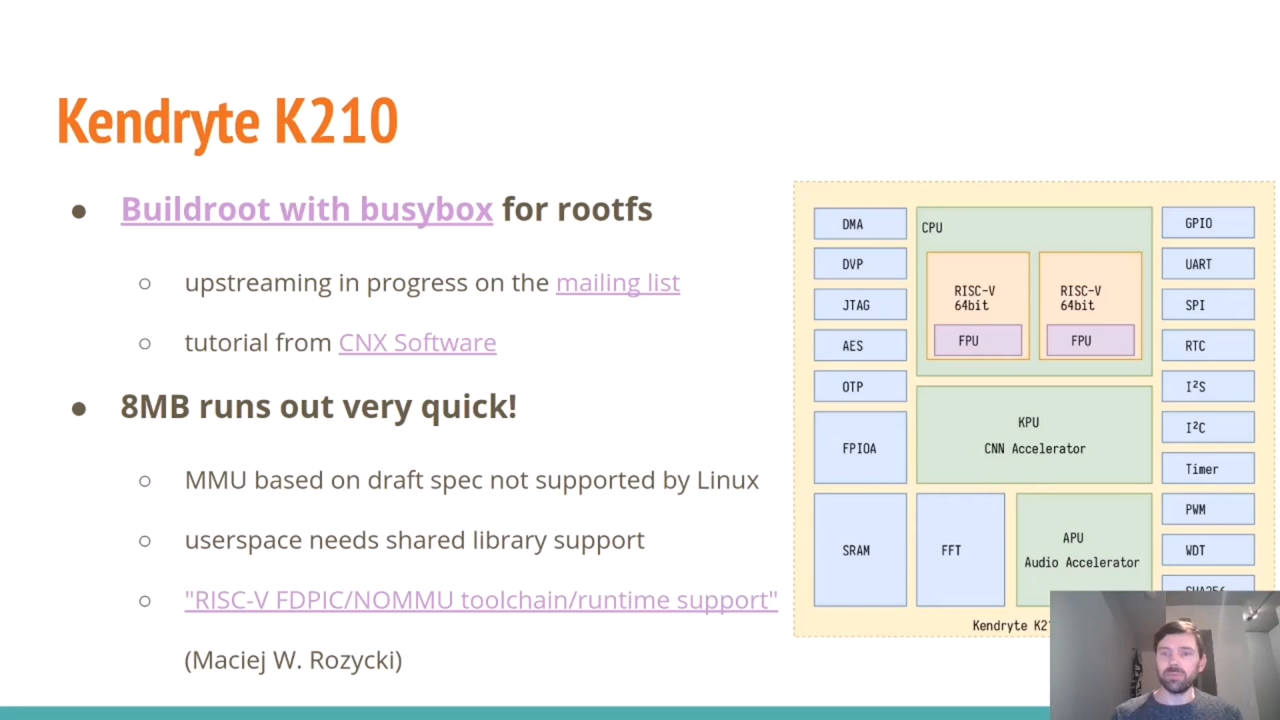 Kendryte K210
Buildroot with busybox for rootfs
upstreaming in progress on the mailing list
tutorial from CNX Software
8MB runs out very quick!
MMU based on draft spec not supported by Linux
userspace needs shared library support
"RISC-V FDPIC/NOMMU toolchain/runtime support"
(Maciej W. Rozycki)
DMA
DVP
JTAG
AES
OTP
FPIOA
SRAM
CPU
RISC-V
64bit
FPU
RISC-V
64bit
FPU
KPU
CNN Accelerator
FFT
APU
Audio Accelerator
GPIO
UART
SPI
RTC
I²S
I²C
Timer
PWM
WDT
Kendryte